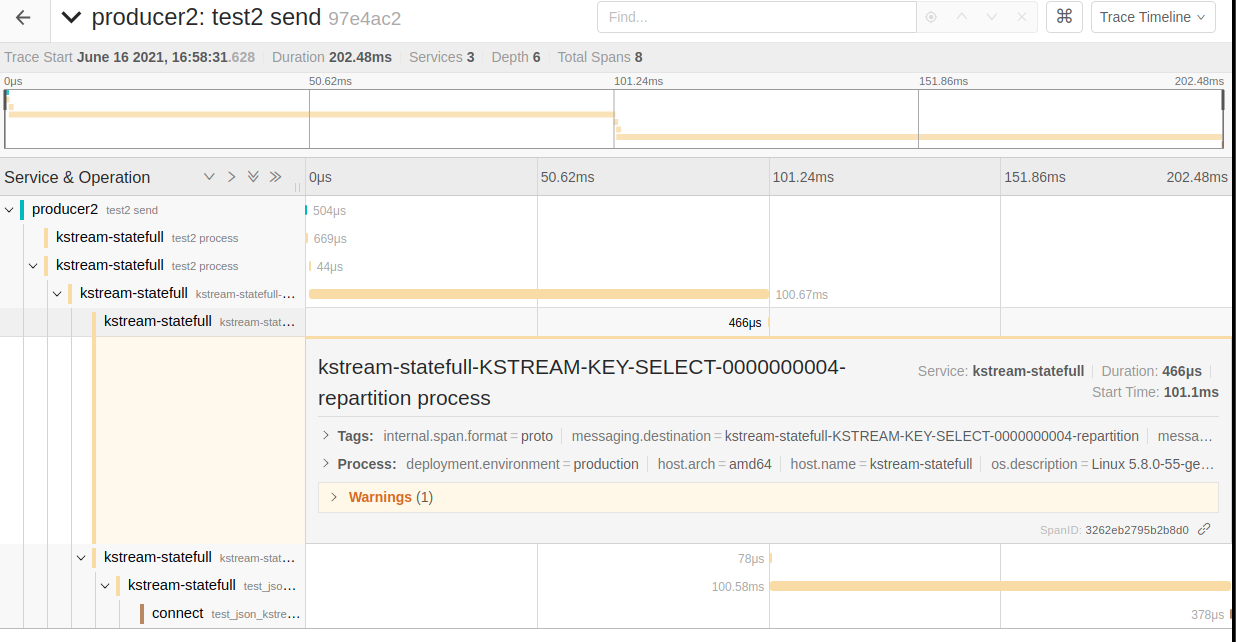 producer2: test2 send 97e4ac2
Find...
⌘
Trace Timeline
Trace Start June 16 2021, 16:58:31.628 Duration 202.48ms Services 3 Depth 6 Total Spans 8
0μs 50.62ms 101.24ms 151.86ms 202.48ms
Service & Operation 0μs 50.62ms 101.24ms 151.86ms 202.48ms
producer2 test2 send 504μs
kstream-statefull test2 process 669μs
kstream-statefull test2 process 44μs
kstream-statefull kstream-statefull-... 100.67ms
kstream-statefull kstream-stat... 466μs
kstream-statefull-KSTREAM-KEY-SELECT-0000000004-
repartition process
Service: kstream-statefull Duration: 466μs
Start Time: 101.1ms
Tags: internal.span.format = proto messaging.destination = kstream-statefull-KSTREAM-KEY-SELECT-0000000004-repartition messa...
Process: deployment.environment = production host.arch = amd64 host.name = kstream-statefull os.description = Linux 5.8.0-55-ge...
Warnings (1)
SpanID: 3262eb2795b2b8d0
kstream-statefull kstream-stat... 78μs
kstream-statefull test_jso... 100.58ms
connect test_json_kstre... 378μs